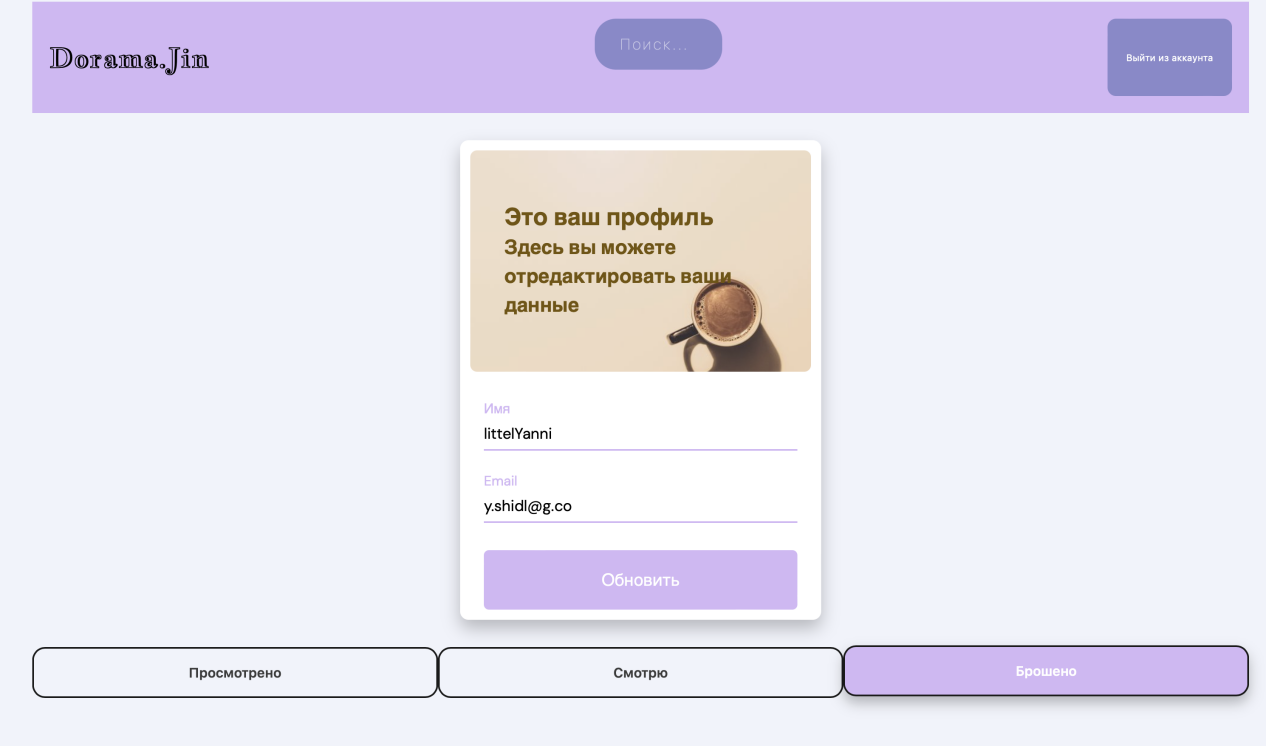 Dorama.Jin
Поиск...
Выйти из аккаунта
Это ваш профиль
Здесь вы можете
отредактировать ваши
данные
Имя
littelYanni
Email
y.shidl@g.co
Обновить
Просмотрено
Смотрю
Брошено